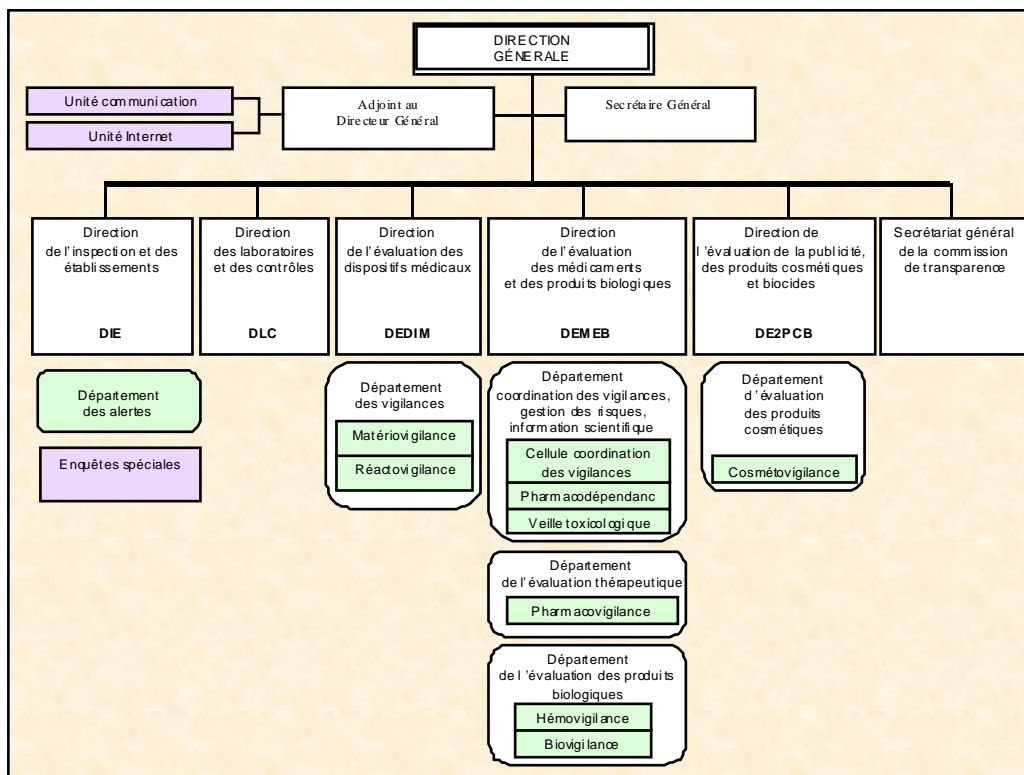 DIRECTION
GÉNERALE
Unité communication
Unité Internet
Adjoint au
Directeur Général
Secrétaire Général
Direction
de l'inspection et des
établissements
DIE
Direction
des laboratoires
et des contrôles
DLC
Direction
de l'évaluation des
dispositifs médicaux
DEDIM
Direction
de l'évaluation
des médicaments
et des produits biologiques
DEMEB
Direction de
l'évaluation de la publicité,
des produits cosmétiques
et biocides
DE2PCB
Secrétariat général
de la commission
de transparence
Département
des alertes
Enquêtes spéciales
Département
des vigilances
Matériovigilance
Réactovigilance
Département
coordination des vigilances,
gestion des risques,
information scientifique
Cellule coordination
des vigilances
Pharmacodépendanc
Veille toxicologique
Département
de l'évaluation thérapeutique
Pharmacovigilance
Département
de l'évaluation des produits
biologiques
Hémovigilance
Biovigilance
Département
d'évaluation
des produits
cosmétiques
Cosmétovigilance